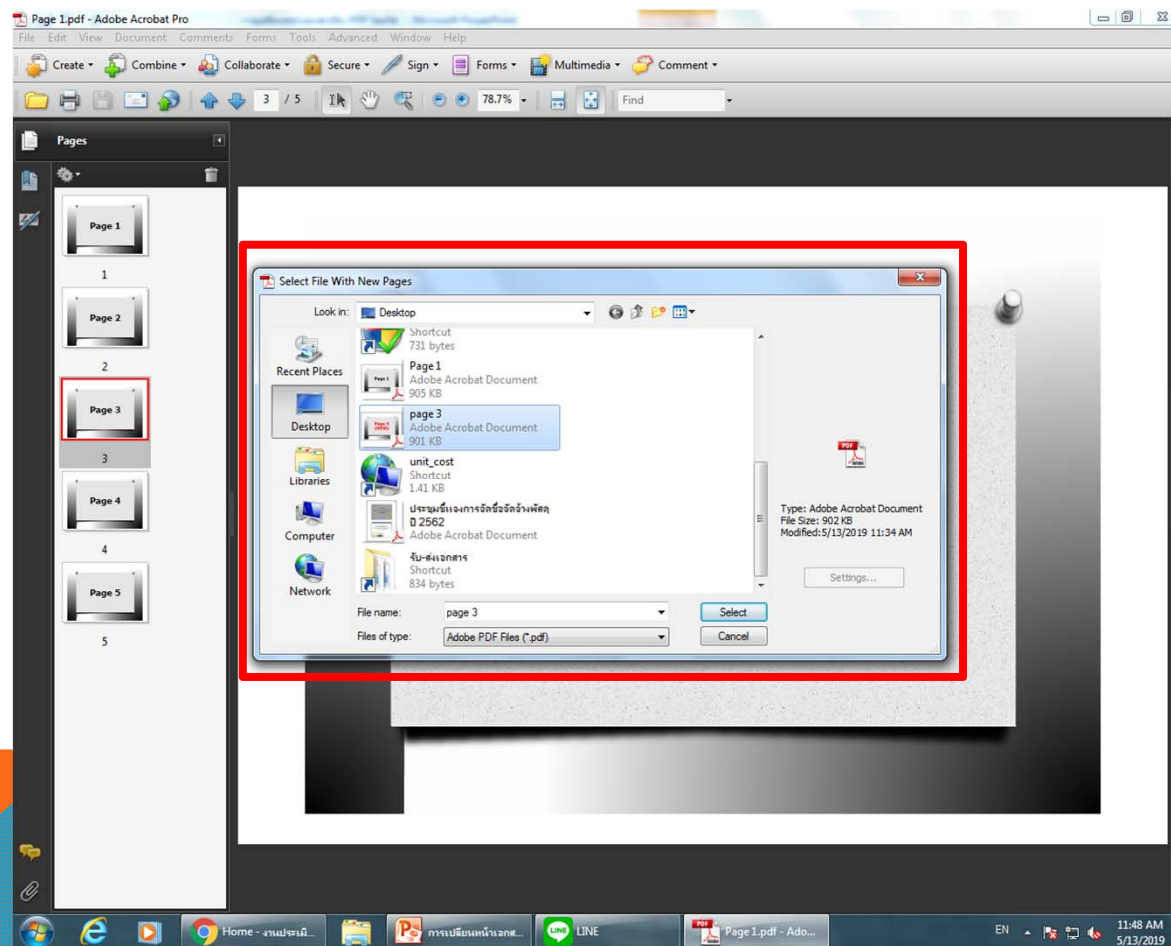 Page 1.pdf - Adobe Acrobat Pro
File Edit View Document Comments Forms Tools Advanced Window Help
Create Combine Collaborate Secure Sign Forms Multimedia Comment
3 / 5 78.7% Find
Pages
Page 1
1
Page 2
2
Page 3
3
Page 4
4
Page 5
5
Select File With New Pages
Look in: Desktop
Recent Places
Desktop
Libraries
Computer
Network
Shortcut
731 bytes
Page 1
Adobe Acrobat Document
905 KB
page 3
Adobe Acrobat Document
901 KB
unit_cost
Shortcut
1.41 KB
ประชุมชี้แจงการจัดซื้อจัดจ้างพัสดุ
ปี 2562
Adobe Acrobat Document
รับ-ส่งเอกสาร
Shortcut
834 bytes
Type: Adobe Acrobat Document
File Size: 902 KB
Modified: 5/13/2019 11:34 AM
Settings...
File name: page 3 Select
Files of type: Adobe PDF Files (*.pdf) Cancel
Home - งานประเมิ... การเปลี่ยนหน้าเอกส... LINE Page 1.pdf - Ado... EN 11:48 AM
5/13/2019